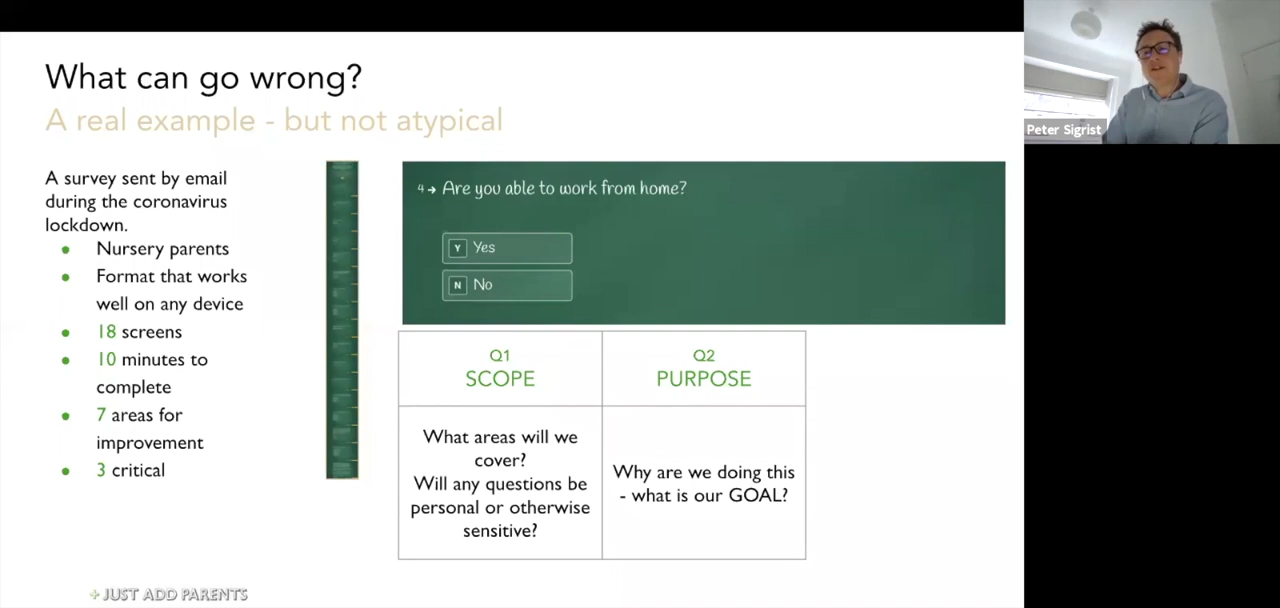 What can go wrong?
A real example - but not atypical
A survey sent by email
during the coronavirus
lockdown.
● Nursery parents
● Format that works
well on any device
● 18 screens
● 10 minutes to
complete
● 7 areas for
improvement
● 3 critical
4→ Are you able to work from home?
Y Yes
N No
Q1
SCOPE
Q2
PURPOSE
What areas will we
cover?
Will any questions be
personal or otherwise
sensitive?
Why are we doing this
- what is our GOAL?
+ JUST ADD PARENTS
Peter Sigrist